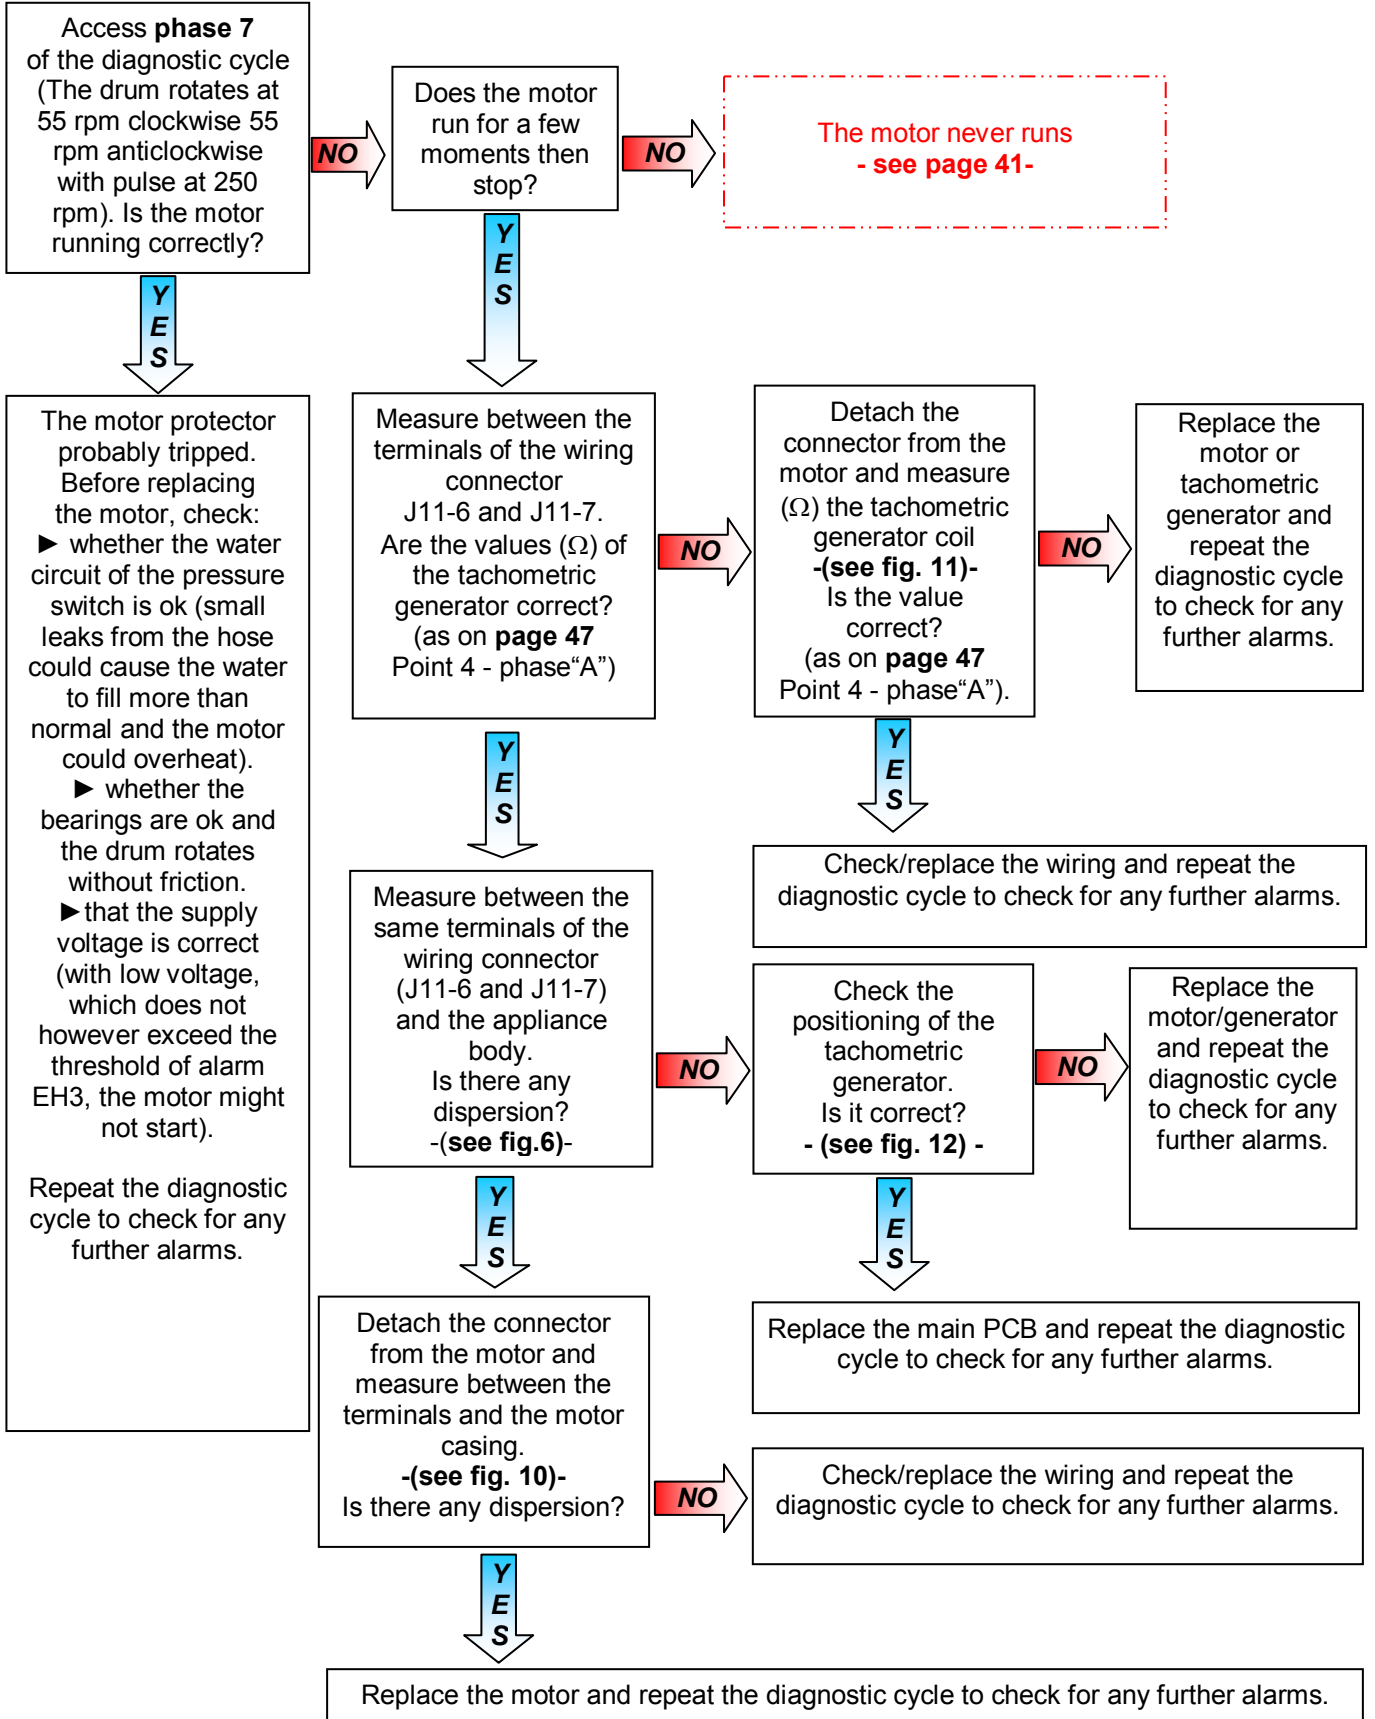 Access phase 7
of the diagnostic cycle
(The drum rotates at
55 rpm clockwise 55
rpm anticlockwise
with pulse at 250
rpm). Is the motor
running correctly?
NO
Does the motor
run for a few
moments then
stop?
NO
The motor never runs
- see page 41-
YES
YES
The motor protector
probably tripped.
Before replacing
the motor, check:
► whether the water
circuit of the pressure
switch is ok (small
leaks from the hose
could cause the water
to fill more than
normal and the motor
could overheat).
► whether the
bearings are ok and
the drum rotates
without friction.
►that the supply
voltage is correct
(with low voltage,
which does not
however exceed the
threshold of alarm
EH3, the motor might
not start).
Repeat the diagnostic
cycle to check for any
further alarms.
Measure between the
terminals of the wiring
connector
J11-6 and J11-7.
Are the values (Ω) of
the tachometric
generator correct?
(as on page 47
Point 4 - phase“A”)
NO
Detach the
connector from the
motor and measure
(Ω) the tachometric
generator coil
-(see fig. 11)-
Is the value
correct?
(as on page 47
Point 4 - phase“A”).
NO
Replace the
motor or
tachometric
generator and
repeat the
diagnostic cycle
to check for any
further alarms.
YES
YES
Check/replace the wiring and repeat the
diagnostic cycle to check for any further alarms.
Measure between the
same terminals of the
wiring connector
(J11-6 and J11-7)
and the appliance
body.
Is there any
dispersion?
-(see fig.6)-
NO
Check the
positioning of the
tachometric
generator.
Is it correct?
- (see fig. 12) -
NO
Replace the
motor/generator
and repeat the
diagnostic cycle
to check for any
further alarms.
YES
YES
Replace the main PCB and repeat the diagnostic
cycle to check for any further alarms.
Detach the connector
from the motor and
measure between the
terminals and the motor
casing.
-(see fig. 10)-
Is there any dispersion?
NO
Check/replace the wiring and repeat the
diagnostic cycle to check for any further alarms.
YES
Replace the motor and repeat the diagnostic cycle to check for any further alarms.